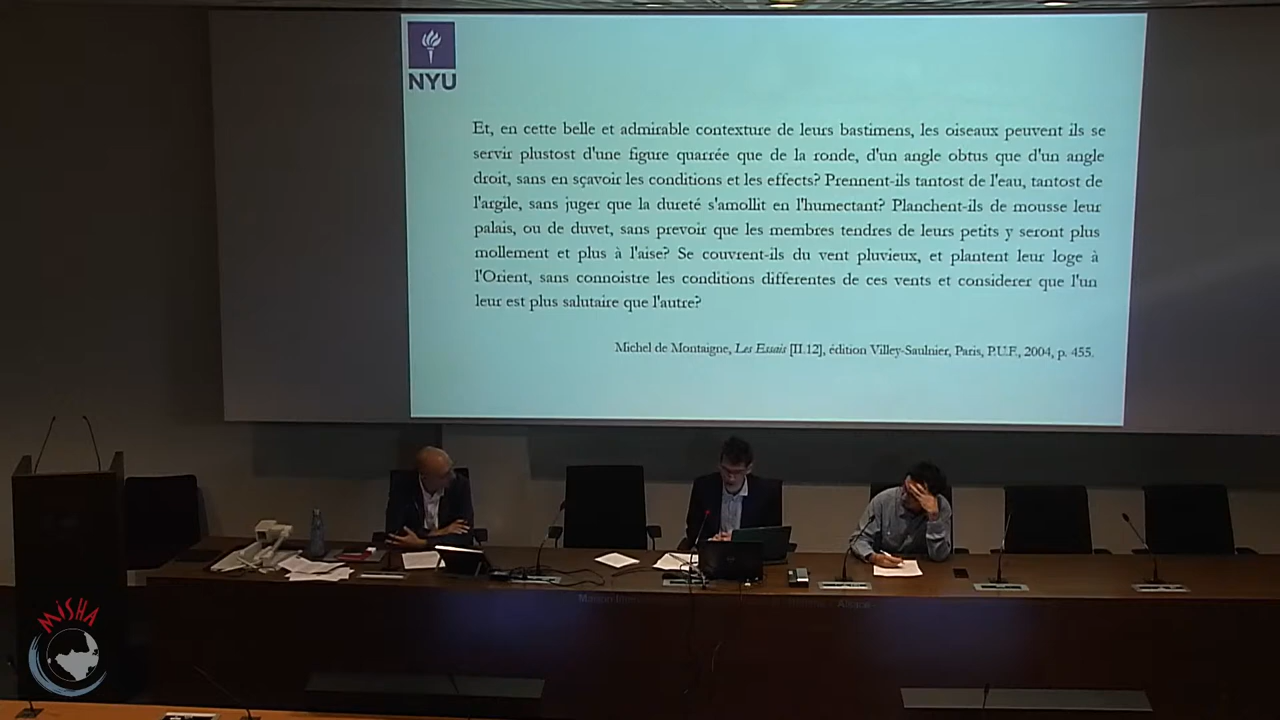 NYU
Et, en cette belle et admirable contexture de leurs bastimens, les oiseaux peuvent ils se
servir plustost d'une figure quarrée que de la ronde, d'un angle obtus que d'un angle
droit, sans en sçavoir les conditions et les effects? Prennent-ils tantost de l'eau, tantost de
l'argile, sans juger que la dureté s'amollit en l'humectant? Planchent-ils de mousse leur
palais, ou de duvet, sans prevoir que les membres tendres de leurs petits y seront plus
mollement et plus à l'aise? Se couvrent-ils du vent pluvieux, et plantent leur loge à
l'Orient, sans connoistre les conditions differentes de ces vents et considerer que l'un
leur est plus salutaire que l'autre?
Michel de Montaigne, Les Essais [II.12], édition Villey-Saulnier, Paris, P.U.F., 2004, p. 455.
MISHA